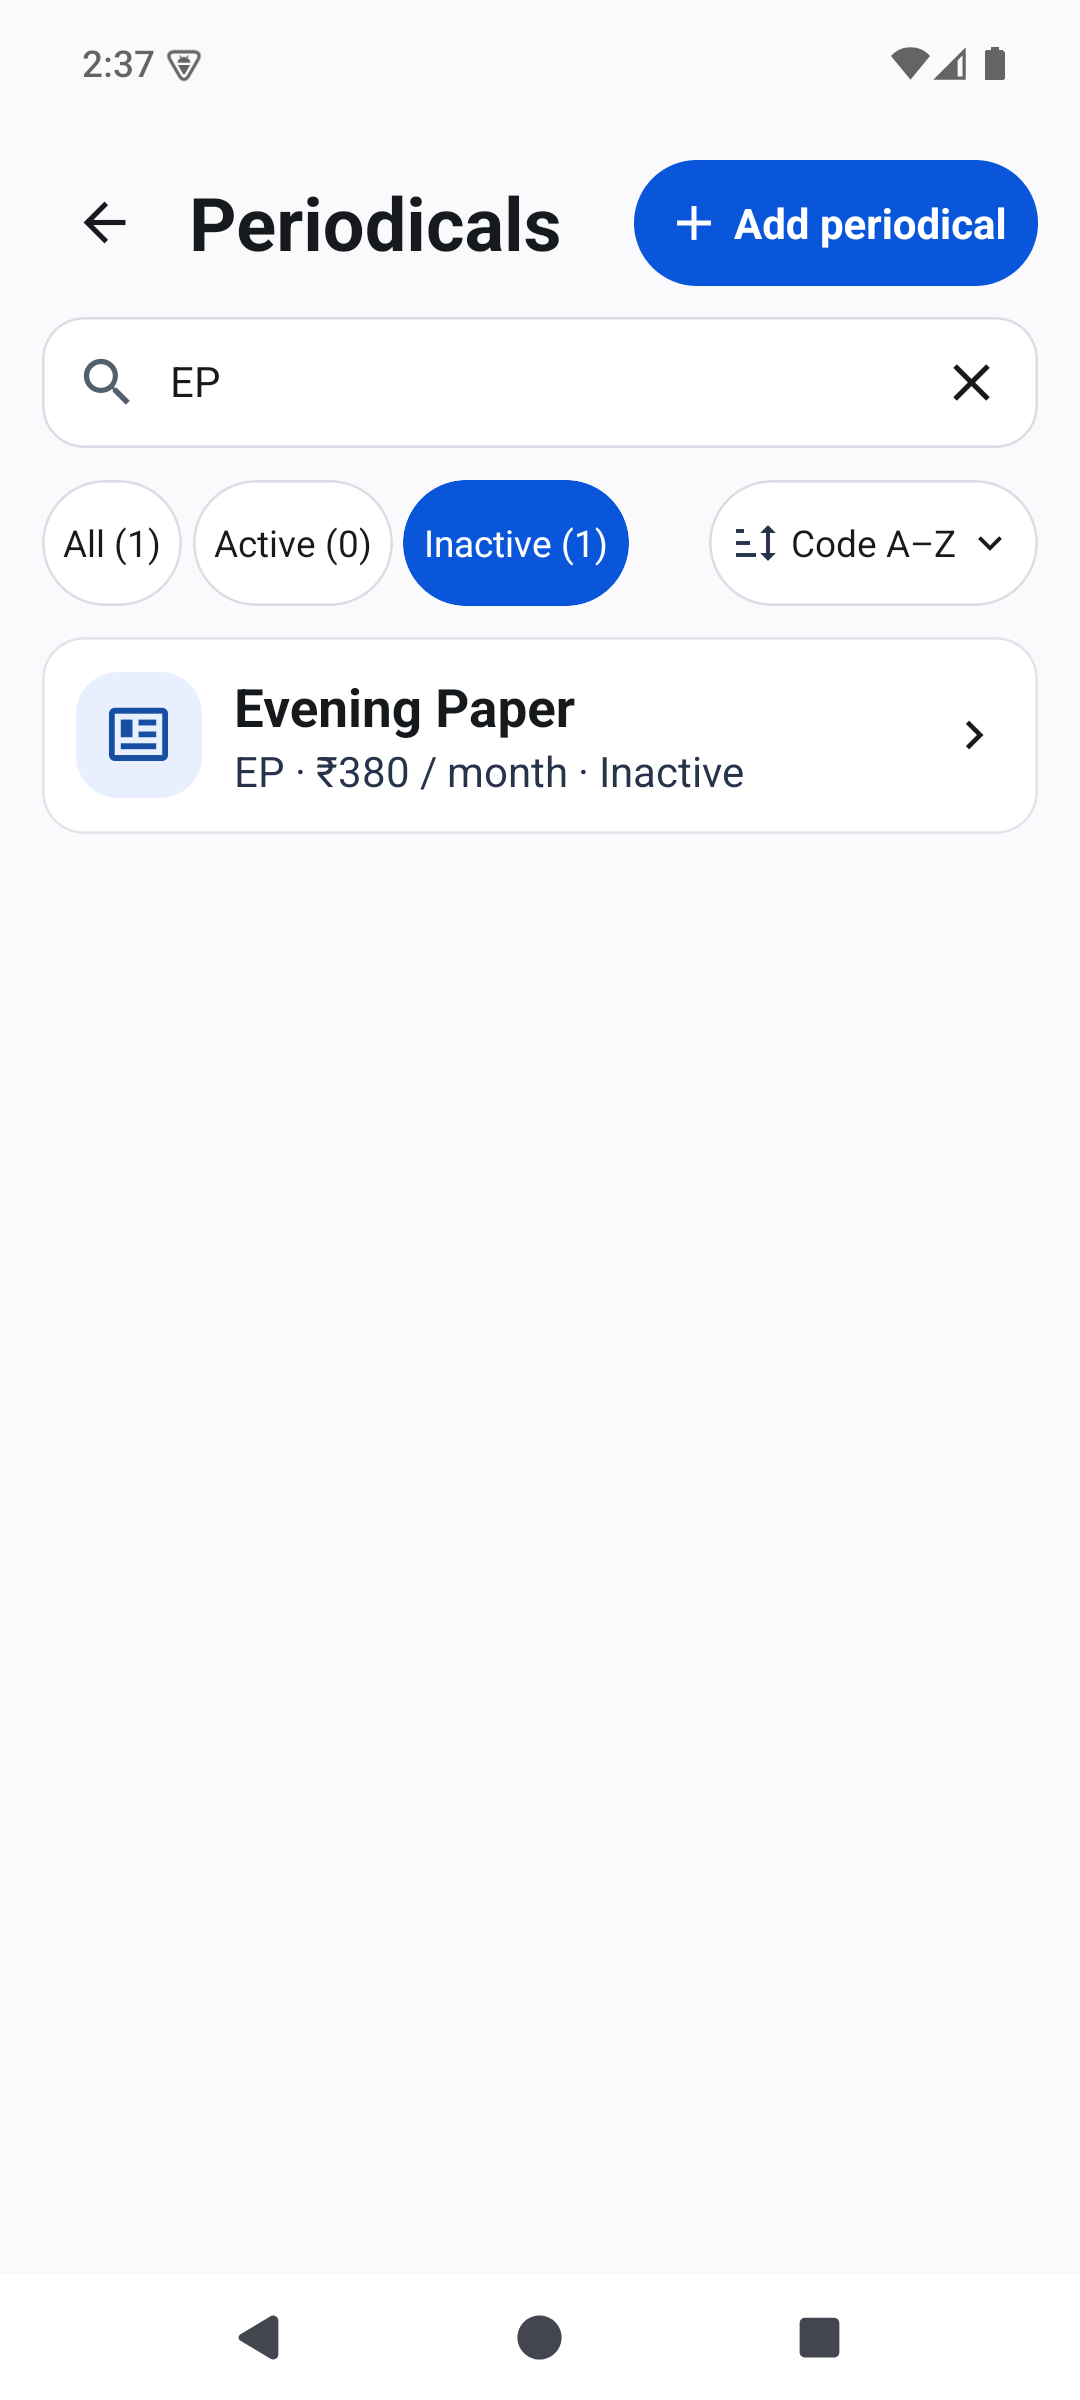 2:37
Periodicals
Add periodical
EP
All (1)
Active (0)
Inactive (1)
Code A–Z
Evening Paper
EP · ₹380 / month · Inactive